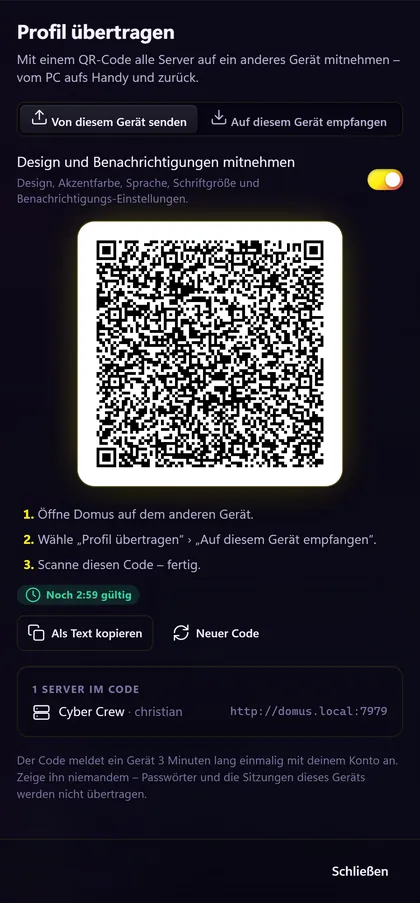 Profil übertragen
Mit einem QR-Code alle Server auf ein anderes Gerät mitnehmen –
vom PC aufs Handy und zurück.
Von diesem Gerät senden
Auf diesem Gerät empfangen
Design und Benachrichtigungen mitnehmen
Design, Akzentfarbe, Sprache, Schriftgröße und
Benachrichtigungs-Einstellungen.
1. Öffne Domus auf dem anderen Gerät.
2. Wähle „Profil übertragen“ › „Auf diesem Gerät empfangen“.
3. Scanne diesen Code – fertig.
Noch 2:59 gültig
Als Text kopieren
Neuer Code
1 SERVER IM CODE
Cyber Crew · christian
http://domus.local:7979
Der Code meldet ein Gerät 3 Minuten lang einmalig mit deinem Konto an.
Zeige ihn niemandem – Passwörter und die Sitzungen dieses Geräts
werden nicht übertragen.
Schließen